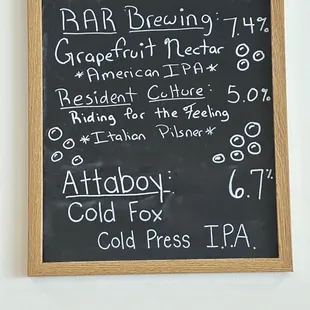 RAR Brewing: 7.4%
Grapefruit Nectar
*American IPA*
Resident Culture: 5.0%
Riding for the Feeling
*Italian Pilsner*
Attaboy: 6.7%
Cold Fox
Cold Press I.P.A.